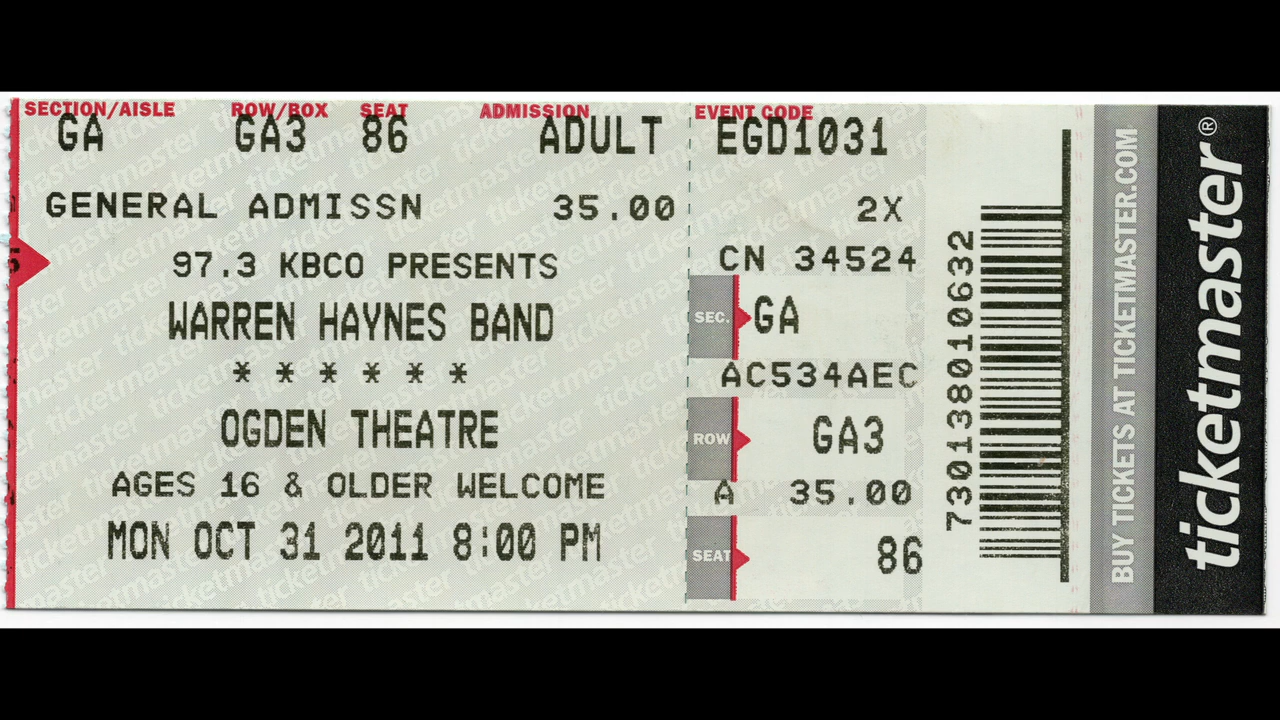 SECTION/AISLE ROW/BOX SEAT ADMISSION EVENT CODE
GA GA3 86 ADULT EGD1031
GENERAL ADMISSN 35.00 2X
97.3 KBCO PRESENTS CN 34524
WARREN HAYNES BAND SEC. GA
* * * * * * AC534AEC
OGDEN THEATRE ROW GA3
AGES 16 & OLDER WELCOME A 35.00
MON OCT 31 2011 8:00 PM SEAT 86
730138010632
BUY TICKETS AT TICKETMASTER.COM
ticketmaster®